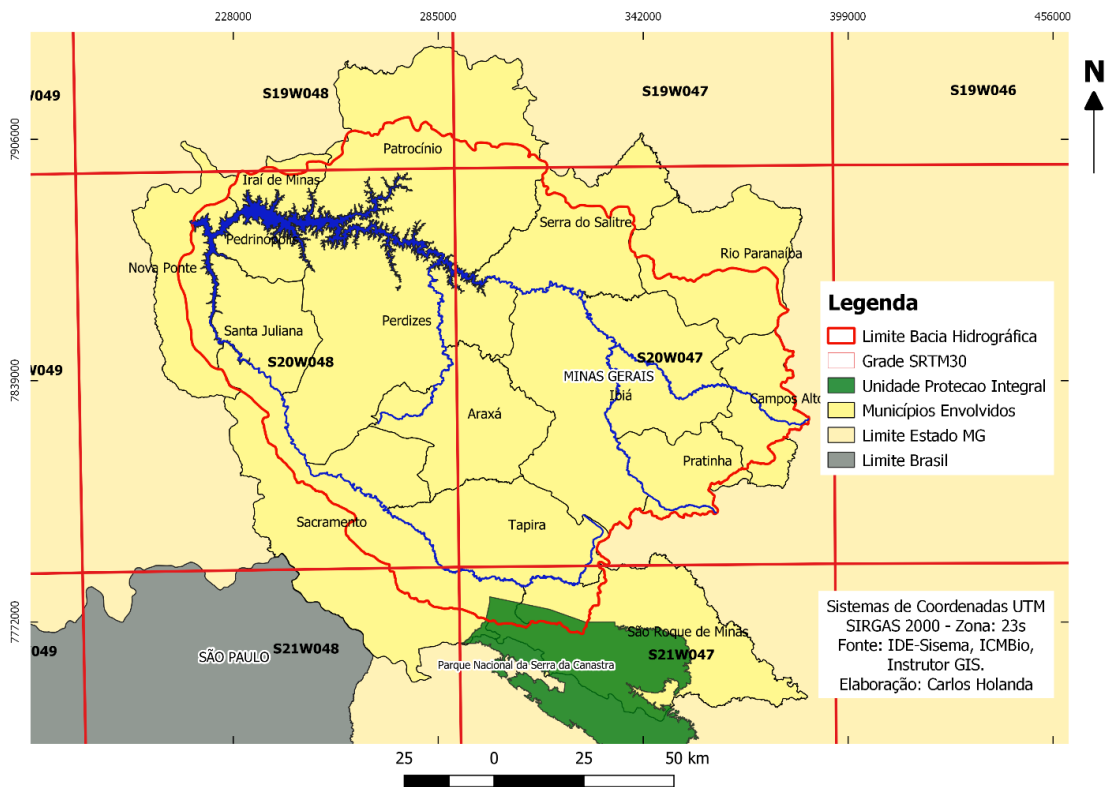 228000
285000
342000
399000
456000
N
7906000
7839000
7772000
W049
S19W048
S19W047
S19W046
Patrocínio
Iraí de Minas
Serra do Salitre
Pedrinópolis
Rio Paranaíba
Nova Ponte
Perdizes
Santa Juliana
S20W048
S20W047
W049
MINAS GERAIS
Ibiá
Campos Alto
Araxá
Pratinha
Sacramento
Tapira
São Roque de Minas
049
SÃO PAULO
S21W048
S21W047
Parque Nacional da Serra da Canastra
Legenda
Limite Bacia Hidrográfica
Grade SRTM30
Unidade Protecao Integral
Municípios Envolvidos
Limite Estado MG
Limite Brasil
Sistemas de Coordenadas UTM
SIRGAS 2000 - Zona: 23s
Fonte: IDE-Sisema, ICMBio,
Instrutor GIS.
Elaboração: Carlos Holanda
25 0 25 50 km